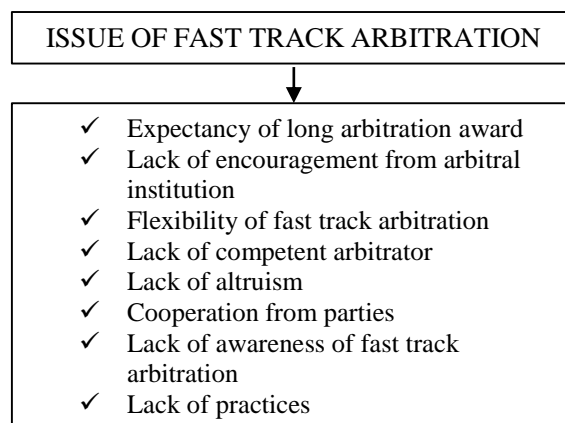 ISSUE OF FAST TRACK ARBITRATION
✓ Expectancy of long arbitration award
✓ Lack of encouragement from arbitral
institution
✓ Flexibility of fast track arbitration
✓ Lack of competent arbitrator
✓ Lack of altruism
✓ Cooperation from parties
✓ Lack of awareness of fast track
arbitration
✓ Lack of practices